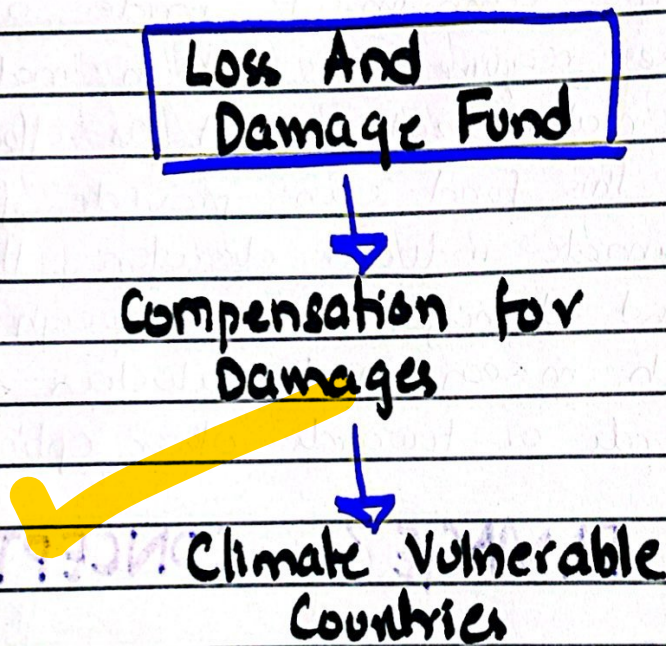 Loss And
Damage Fund
Compensation for
Damages
Climate Vulnerable
Countries